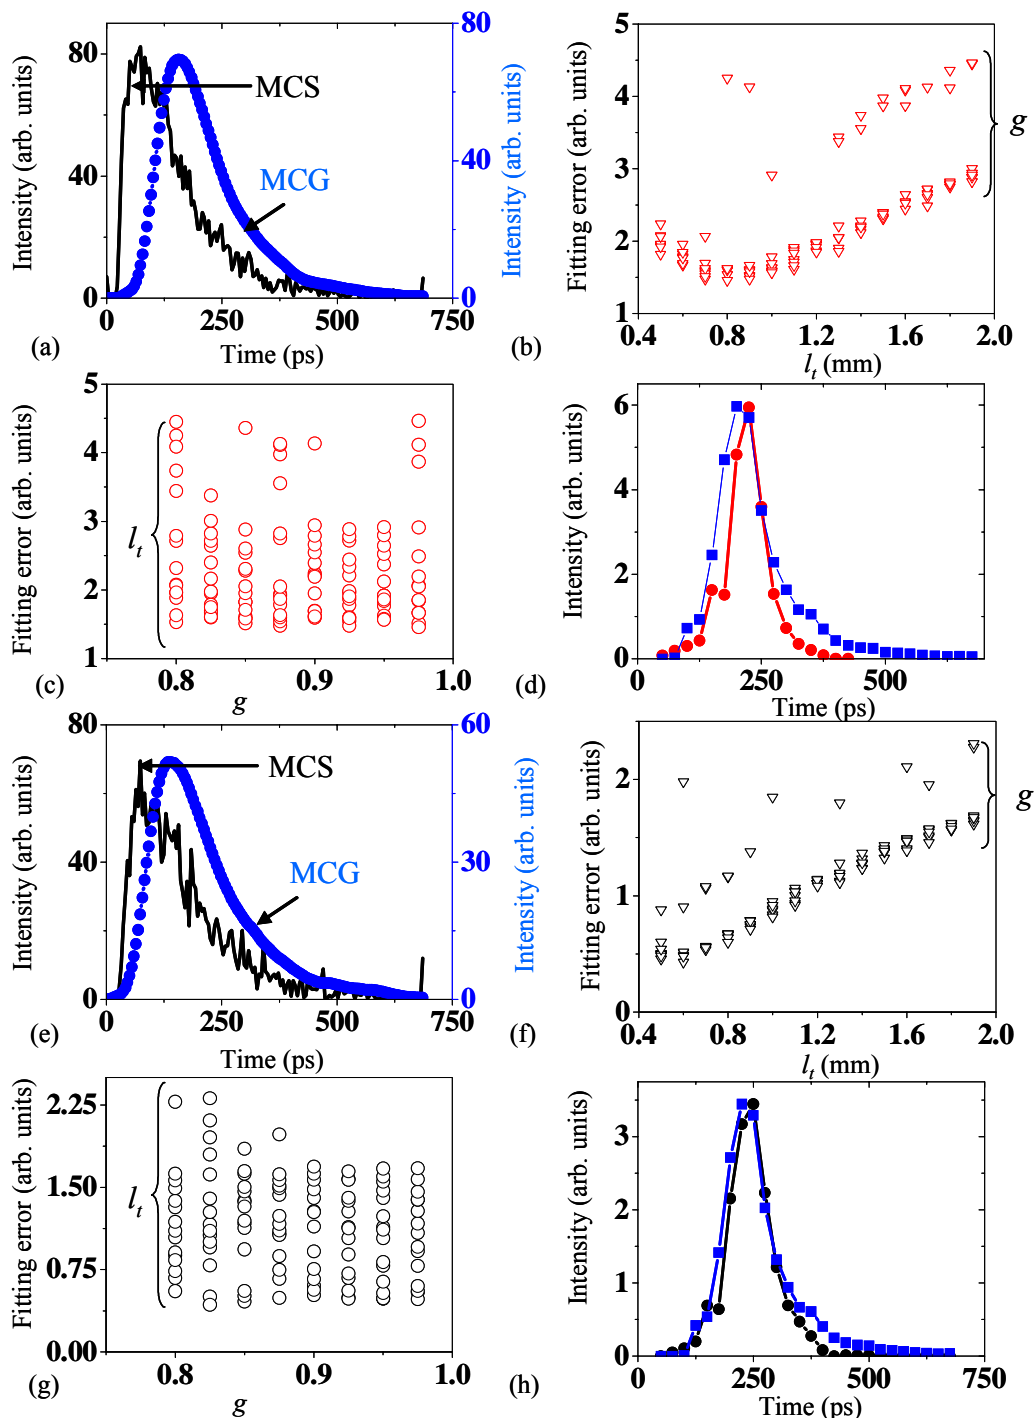 80
40
0
Intensity (arb. units)
MCS
MCG
80
40
0
Intensity (arb. units)
0
250
500
750
Time (ps)
(a)
5
4
3
2
1
Fitting error (arb. units)
g
0.4
0.8
1.2
1.6
2.0
lt (mm)
(b)
5
4
3
2
1
Fitting error (arb. units)
lt
0.8
0.9
1.0
g
(c)
6
4
2
0
Intensity (arb. units)
0
250
500
Time (ps)
(d)
80
40
0
Intensity (arb. units)
MCS
MCG
60
30
0
Intensity (arb. units)
0
250
500
750
Time (ps)
(e)
2
1
0
Fitting error (arb. units)
g
0.4
0.8
1.2
1.6
2.0
lt (mm)
(f)
2.25
1.50
0.75
0.00
Fitting error (arb. units)
lt
0.8
0.9
1.0
g
(g)
3
2
1
0
Intensity (arb. units)
0
250
500
750
Time (ps)
(h)